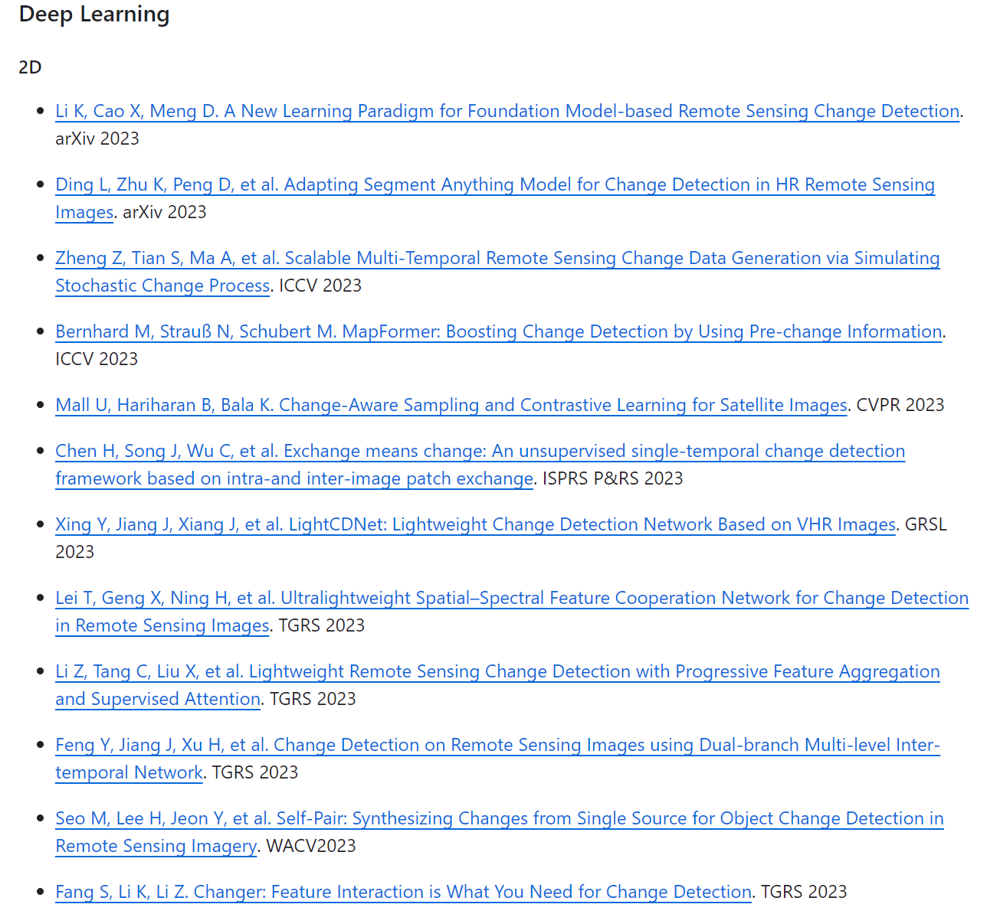 Deep Learning
2D
Li K, Cao X, Meng D. A New Learning Paradigm for Foundation Model-based Remote Sensing Change Detection.
arXiv 2023
Ding L, Zhu K, Peng D, et al. Adapting Segment Anything Model for Change Detection in HR Remote Sensing
Images. arXiv 2023
Zheng Z, Tian S, Ma A, et al. Scalable Multi-Temporal Remote Sensing Change Data Generation via Simulating
Stochastic Change Process. ICCV 2023
Bernhard M, Strauß N, Schubert M. MapFormer: Boosting Change Detection by Using Pre-change Information.
ICCV 2023
Mall U, Hariharan B, Bala K. Change-Aware Sampling and Contrastive Learning for Satellite Images. CVPR 2023
Chen H, Song J, Wu C, et al. Exchange means change: An unsupervised single-temporal change detection
framework based on intra-and inter-image patch exchange. ISPRS P&RS 2023
Xing Y, Jiang J, Xiang J, et al. LightCDNet: Lightweight Change Detection Network Based on VHR Images. GRSL
2023
Lei T, Geng X, Ning H, et al. Ultralightweight Spatial–Spectral Feature Cooperation Network for Change Detection
in Remote Sensing Images. TGRS 2023
Li Z, Tang C, Liu X, et al. Lightweight Remote Sensing Change Detection with Progressive Feature Aggregation
and Supervised Attention. TGRS 2023
Feng Y, Jiang J, Xu H, et al. Change Detection on Remote Sensing Images using Dual-branch Multi-level Inter-
temporal Network. TGRS 2023
Seo M, Lee H, Jeon Y, et al. Self-Pair: Synthesizing Changes from Single Source for Object Change Detection in
Remote Sensing Imagery. WACV2023
Fang S, Li K, Li Z. Changer: Feature Interaction is What You Need for Change Detection. TGRS 2023